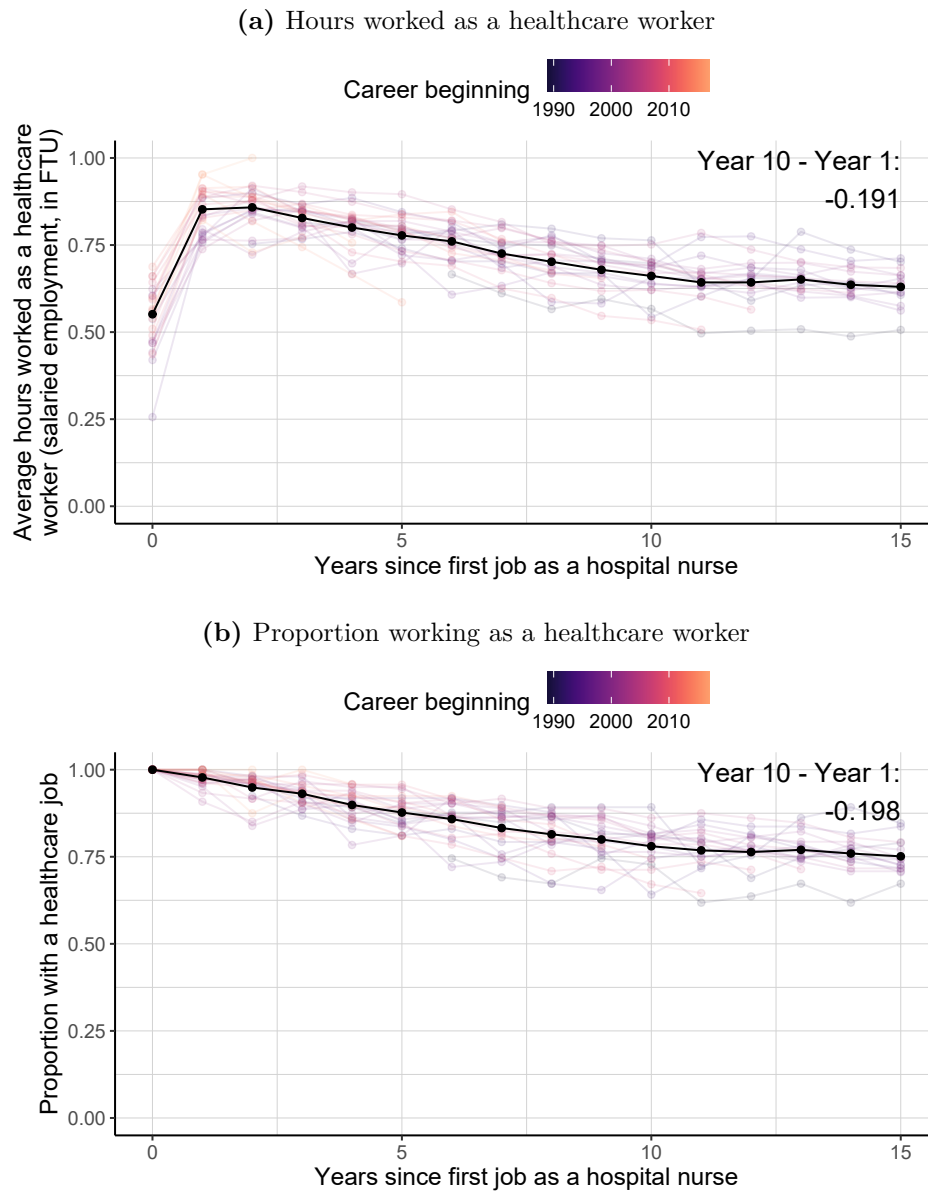 (a) Hours worked as a healthcare worker
Career beginning
1990 2000 2010
Average hours worked as a healthcare
worker (salaried employment, in FTU)
1.00
0.75
0.50
0.25
0.00
Year 10 - Year 1:
-0.191
0 5 10 15
Years since first job as a hospital nurse
(b) Proportion working as a healthcare worker
Career beginning
1990 2000 2010
Proportion with a healthcare job
1.00
0.75
0.50
0.25
0.00
Year 10 - Year 1:
-0.198
0 5 10 15
Years since first job as a hospital nurse